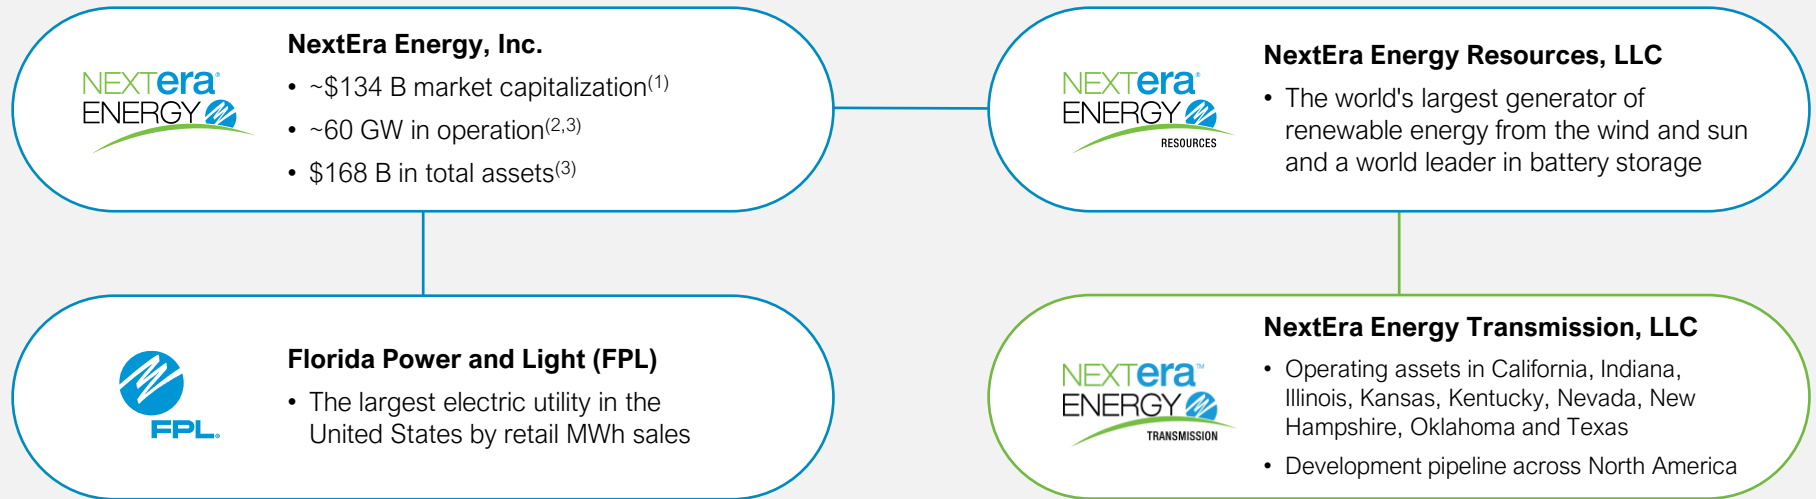 NEXTera®
ENERGY
NextEra Energy, Inc.
• ~$134 B market capitalization(1)
• ~60 GW in operation(2,3)
• $168 B in total assets(3)
NEXTera®
ENERGY
RESOURCES
NextEra Energy Resources, LLC
• The world's largest generator of
renewable energy from the wind and sun
and a world leader in battery storage
FPL.
Florida Power and Light (FPL)
• The largest electric utility in the
United States by retail MWh sales
NEXTera™
ENERGY
TRANSMISSION
NextEra Energy Transmission, LLC
• Operating assets in California, Indiana,
Illinois, Kansas, Kentucky, Nevada, New
Hampshire, Oklahoma and Texas
• Development pipeline across North America